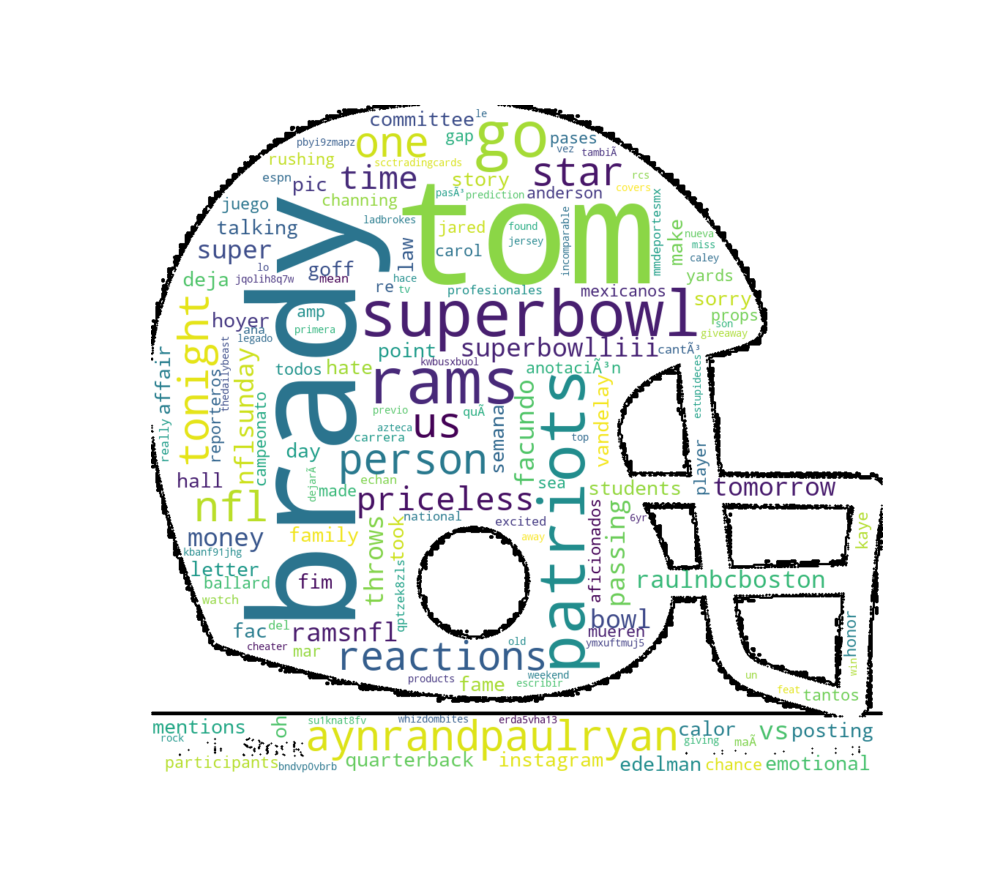 committee le
pbyi9zmapz one gap go pases
rushing scctradingcards vez tambiÃ
espn pic time story star rcs
channing pasÃ³ prediction anderson covers
juego ladbrokes tom incomparable mmdeportesmx
talking brady law jared found make nueva
super carol jersey miss
lo goff hace caley
deja jqolih8q7w mean re tv yards
profesionales mexicanos sorry
tonight hoyer amp superbowl props
ana primera son
legado giveaway
point superbowlliii cantÃ³
thedailybeast kwbusxbuol
affair todos hate rams anotaciÃ³n estupideces
really reporteros nflsunday campeonato patriots vandelay
previo quÃ facundo top
azteca us semana
day carrera
person player
hall dejarÃ echan sea
made students tomorrow
nfl priceless
national excited aficionados passing 6yr kaye
money family took away
kbanf91jhg throws
letter qptzek8zls
ballard fim raulnbcboston
watch
fac del bowl honor
ramsnfl mueren
cheater mar old ymxuftmuj5
reactions win
products fame weekend un
escribir feat tantos
mentions oh su1knat8fv whizdombites erda5vha13 calor vs posting
rock Stock aynrandpaulryan giving maÃ
participants bndvp0vbrb quarterback instagram edelman chance emotional